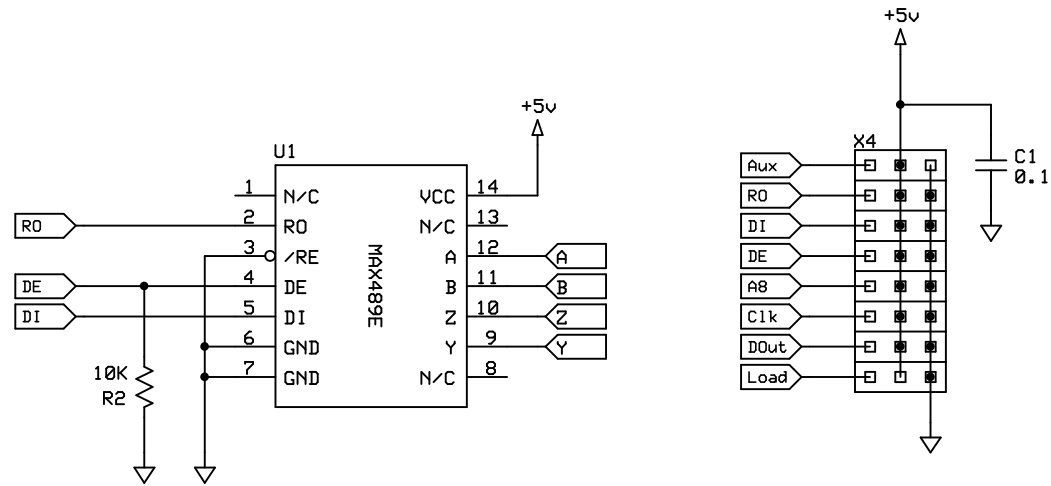 +5v
+5v
U1
X4
1
N/C
VCC
14
2
RO
N/C
13
3
/RE
A
12
4
DE
B
11
5
DI
Z
10
6
GND
Y
9
7
GND
N/C
8
MAX489E
RO
DE
DI
A
B
Z
Y
10K
R2
Aux
RO
DI
DE
A8
Clk
DOut
Load
C1
0.1